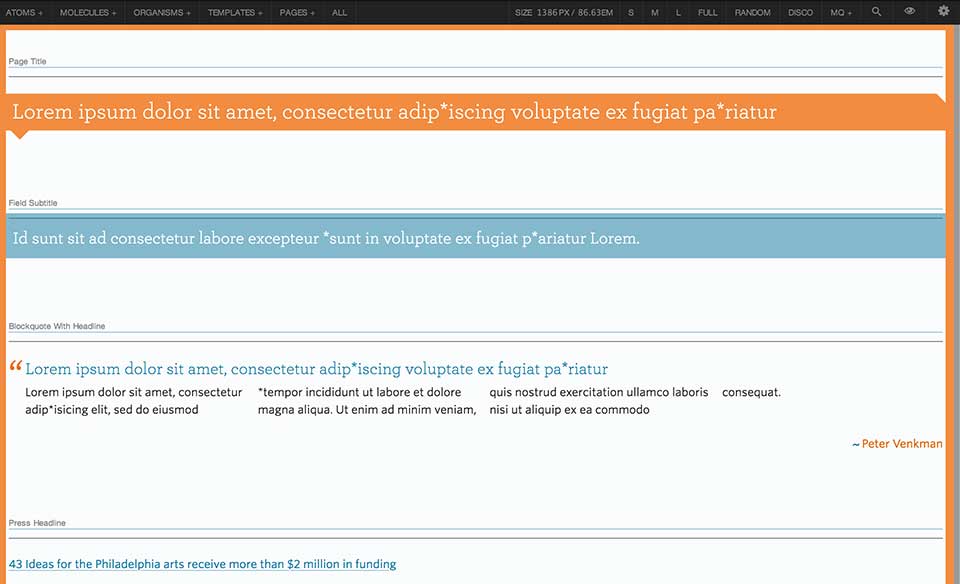 ATOMS + MOLECULES + ORGANISMS + TEMPLATES + PAGES + ALL SIZE 1386PX / 86.63EM S M L FULL RANDOM DISCO MQ +
Page Title
Lorem ipsum dolor sit amet, consectetur adip*iscing voluptate ex fugiat pa*riatur
Field Subtitle
Id sunt sit ad consectetur labore excepteur *sunt in voluptate ex fugiat p*ariatur Lorem.
Blockquote With Headline
“ Lorem ipsum dolor sit amet, consectetur adip*iscing voluptate ex fugiat pa*riatur
Lorem ipsum dolor sit amet, consectetur
adip*isicing elit, sed do eiusmod
*tempor incididunt ut labore et dolore
magna aliqua. Ut enim ad minim veniam,
quis nostrud exercitation ullamco laboris
nisi ut aliquip ex ea commodo
consequat.
~ Peter Venkman
Press Headline
43 Ideas for the Philadelphia arts receive more than $2 million in funding